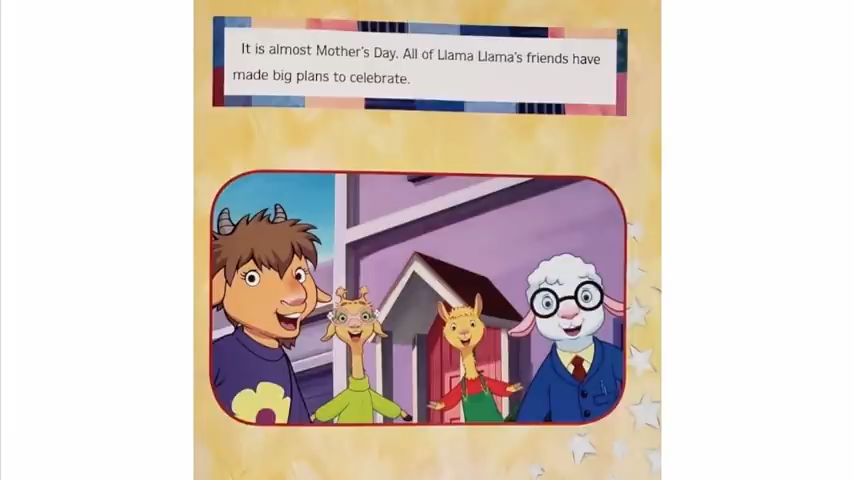 It is almost Mother's Day. All of Llama Llama's friends have
made big plans to celebrate.